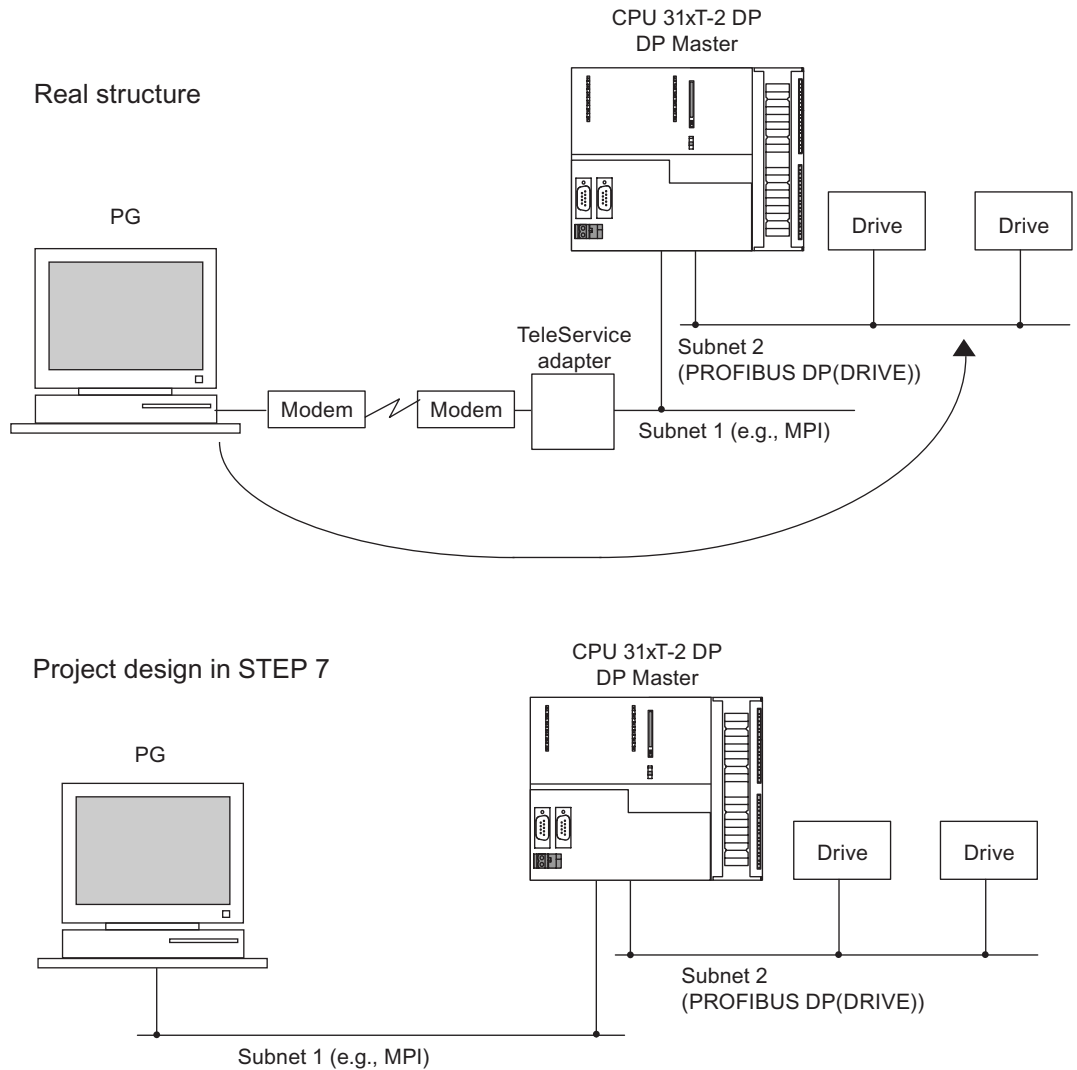 CPU 31xT-2 DP
DP Master
Real structure
PG
Drive
Drive
TeleService
adapter
Subnet 2
(PROFIBUS DP(DRIVE))
Modem
Modem
Subnet 1 (e.g., MPI)
CPU 31xT-2 DP
DP Master
Project design in STEP 7
PG
Drive
Drive
Subnet 2
(PROFIBUS DP(DRIVE))
Subnet 1 (e.g., MPI)